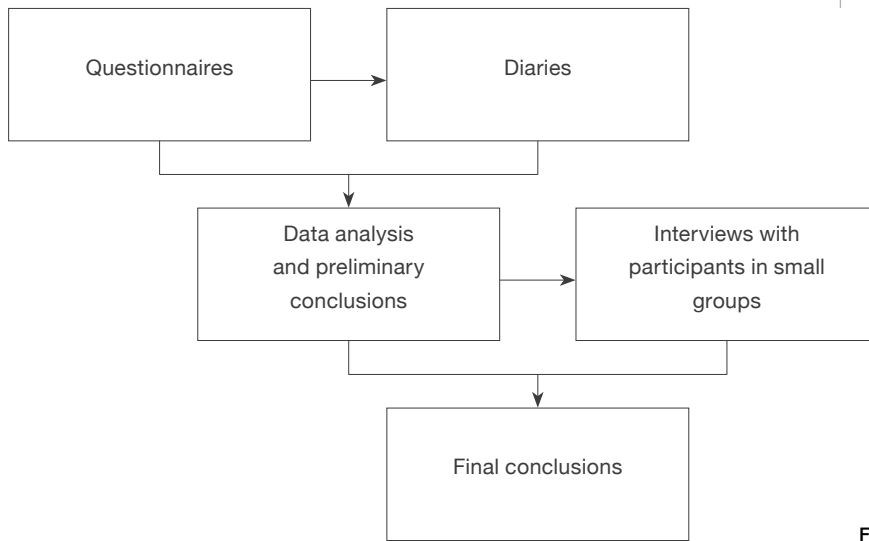 Questionnaires
Diaries
Data analysis
and preliminary
conclusions
Interviews with
participants in small
groups
Final conclusions
F